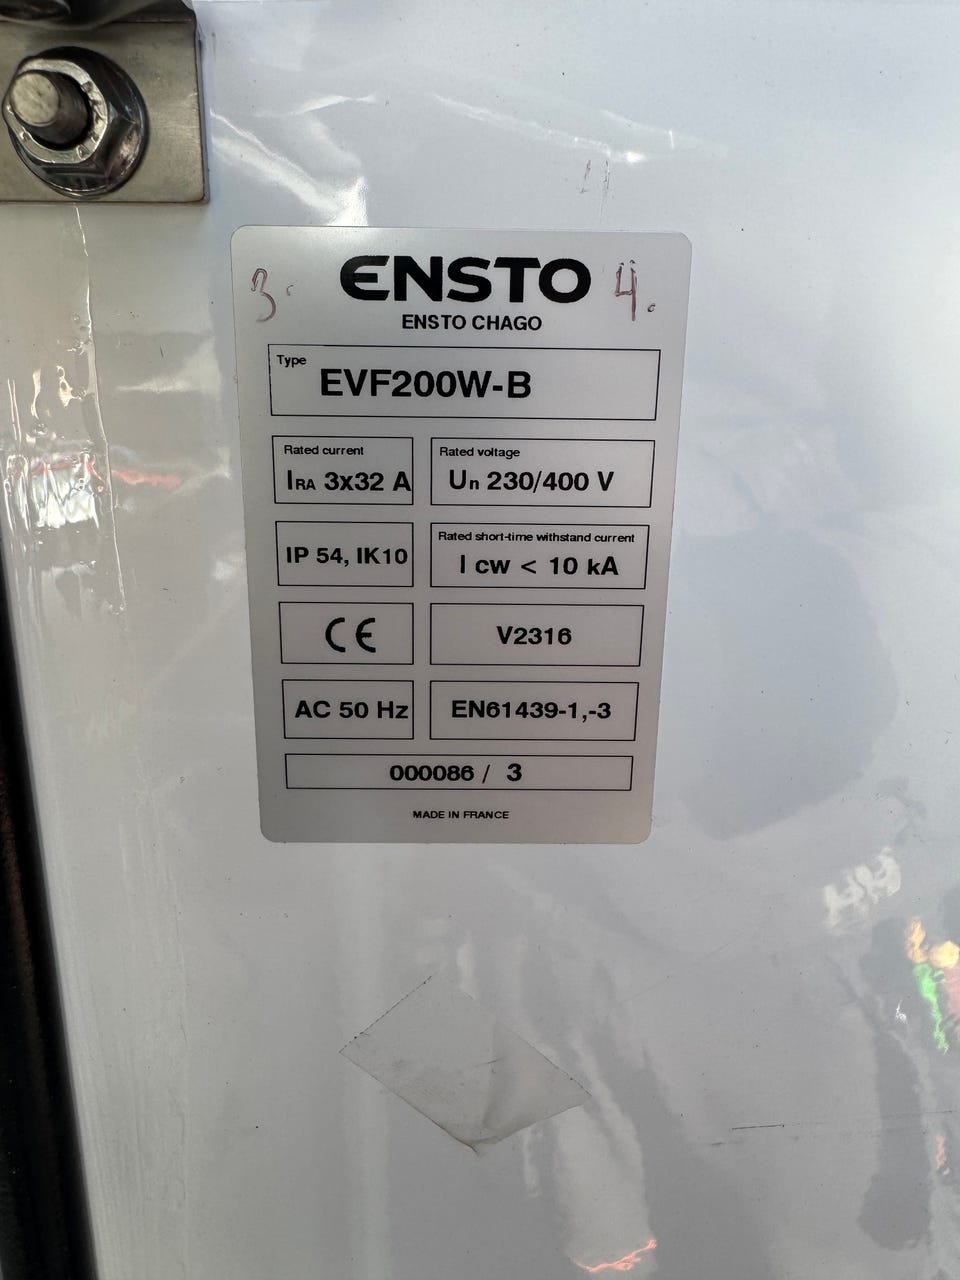 3.
ENSTO
4.
ENSTO CHAGO
Type
EVF200W-B
Rated current
IRA 3x32 A
Rated voltage
Un 230/400 V
IP 54, IK10
Rated short-time withstand current
I cw < 10 kA
CE
V2316
AC 50 Hz
EN61439-1,-3
000086 / 3
MADE IN FRANCE